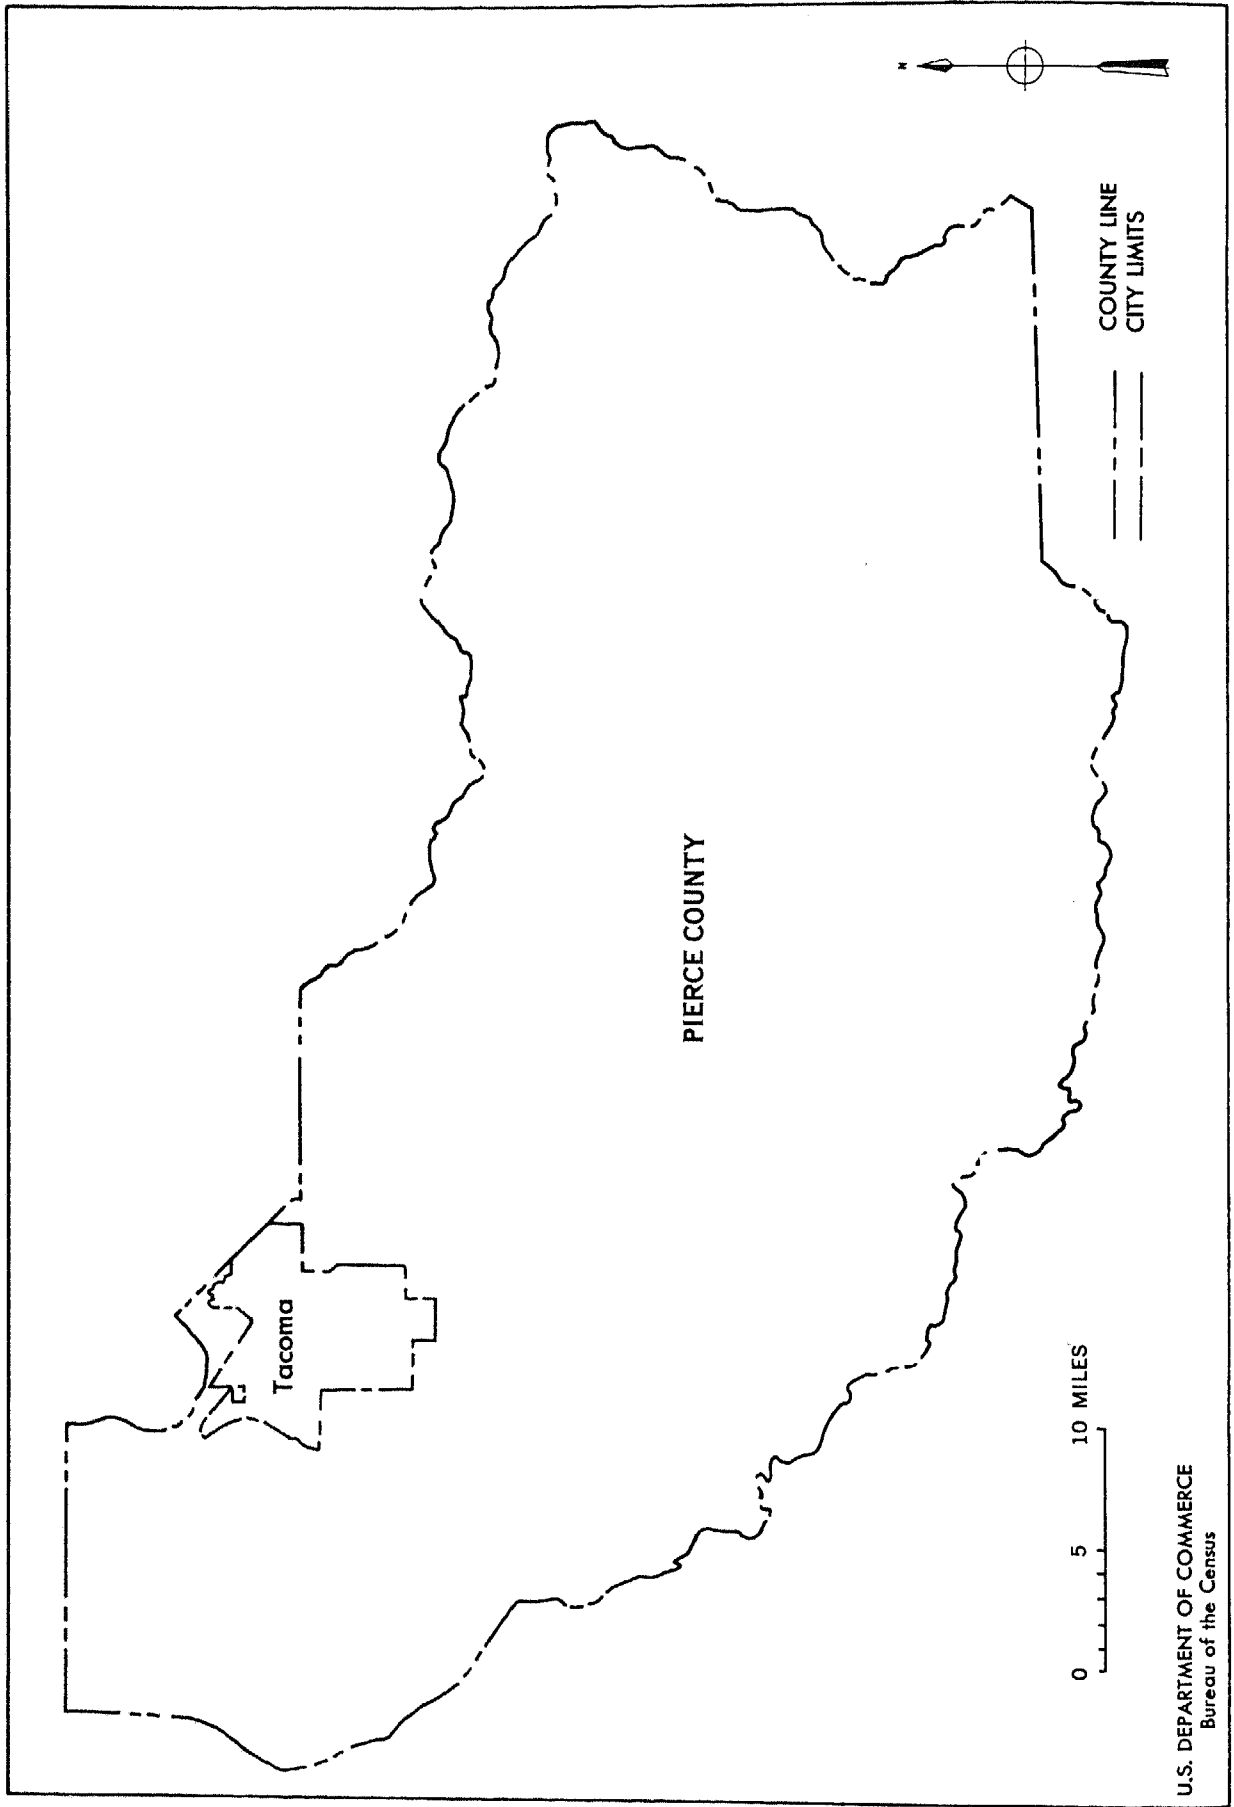 N
Tacoma
PIERCE COUNTY
COUNTY LINE
CITY LIMITS
0 5 10 MILES
U.S. DEPARTMENT OF COMMERCE
Bureau of the Census